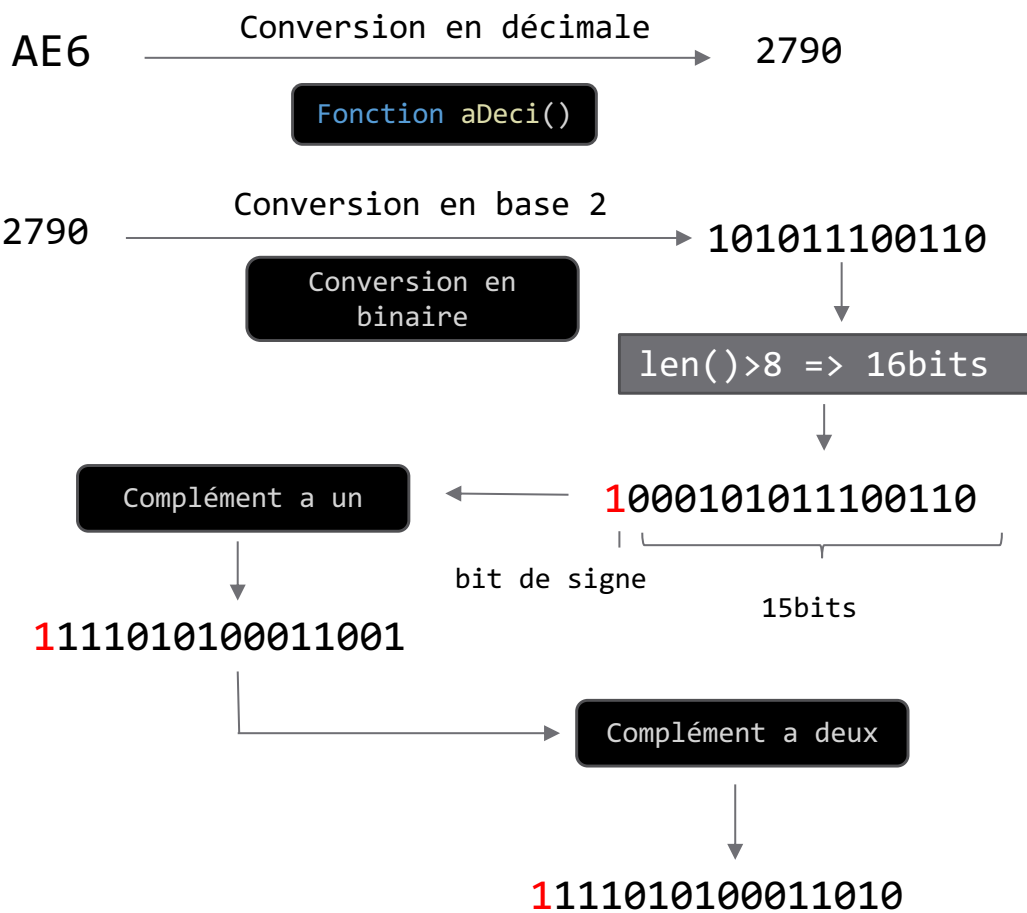 Conversion en décimale
AE6
2790
Fonction aDeci()
Conversion en base 2
2790
101011100110
Conversion en
binaire
len()>8 => 16bits
Complément a un
1000101011100110
bit de signe
15bits
1111010100011001
Complément a deux
1111010100011010